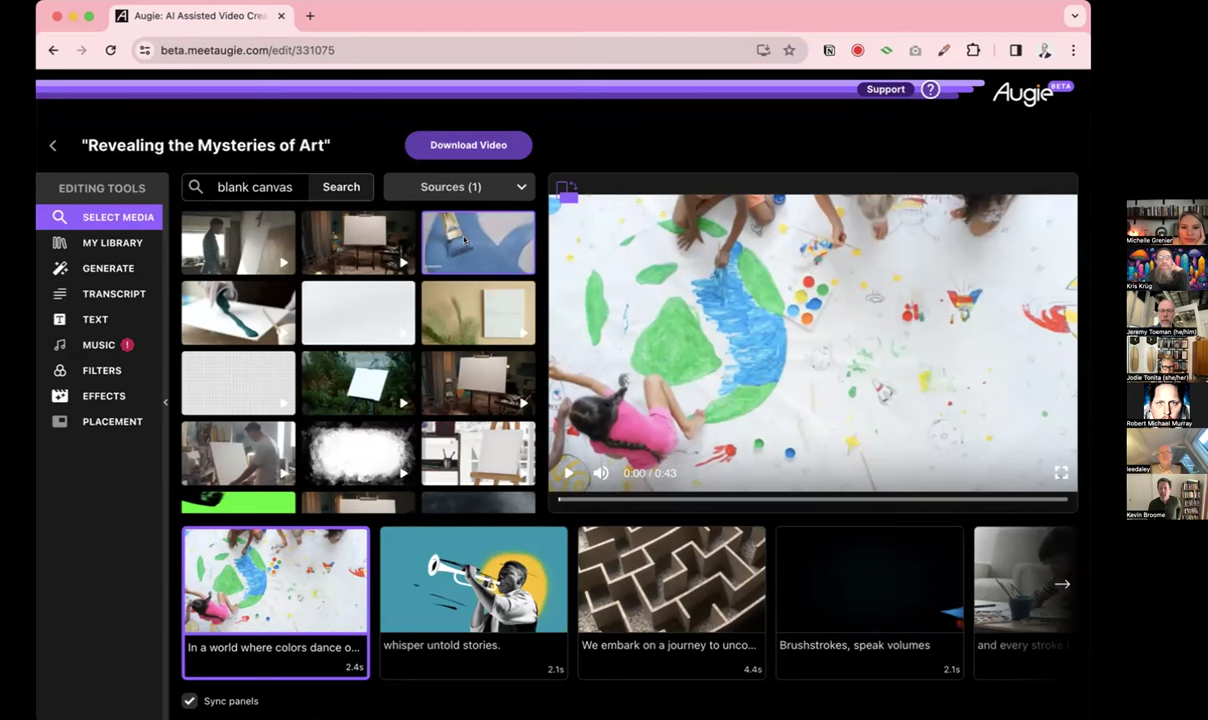 Augie: AI Assisted Video Crea
beta.meetaugie.com/edit/331075
Support
?
Augie BETA
"Revealing the Mysteries of Art"
Download Video
EDITING TOOLS
SELECT MEDIA
MY LIBRARY
GENERATE
TRANSCRIPT
TEXT
MUSIC !
FILTERS
EFFECTS
PLACEMENT
blank canvas
Search
Sources (1)
0:00 / 0:43
In a world where colors dance o...
2.4s
whisper untold stories.
2.1s
We embark on a journey to unco...
4.4s
Brushstrokes, speak volumes
2.1s
and every stroke
Sync panels
Michelle Grenier
Kris Krüg
Jeremy Toeman (he/him)
Jodie Tonita (she/her)
Robert Michael Murray
leedaley
Kevin Broome